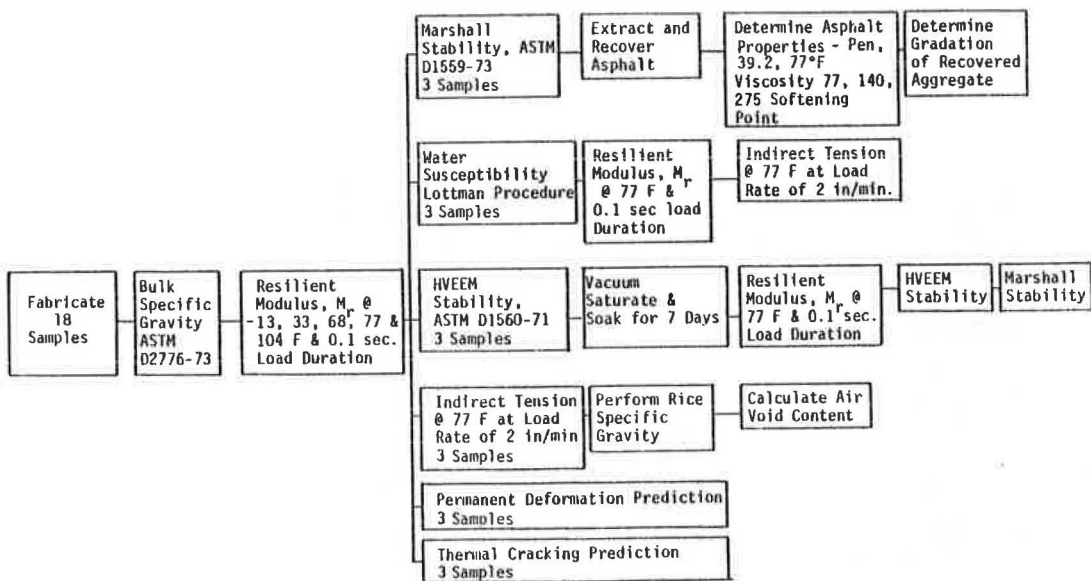 Fabricate
18
Samples
Bulk
Specific
Gravity
ASTM
D2776-73
Resilient
Modulus, Mr @
-13, 33, 68, 77 &
104 F & 0.1 sec.
Load Duration
Marshall
Stability, ASTM
D1559-73
3 Samples
Extract and
Recover
Asphalt
Determine Asphalt
Properties - Pen,
39.2, 77°F
Viscosity 77, 140,
275 Softening
Point
Determine
Gradation
of Recovered
Aggregate
Water
Susceptibility
Lottman Procedure
3 Samples
Resilient
Modulus, Mr
@ 77 F &
0.1 sec load
Duration
Indirect Tension
@ 77 F at Load
Rate of 2 in/min.
HVEEM
Stability,
ASTM D1560-71
3 Samples
Vacuum
Saturate &
Soak for 7 Days
Resilient
Modulus, Mr @
77 F & 0.1 sec.
Load Duration
HVEEM
Stability
Marshall
Stability
Indirect Tension
@ 77 F at Load
Rate of 2 in/min
3 Samples
Perform Rice
Specific
Gravity
Calculate Air
Void Content
Permanent Deformation Prediction
3 Samples
Thermal Cracking Prediction
3 Samples